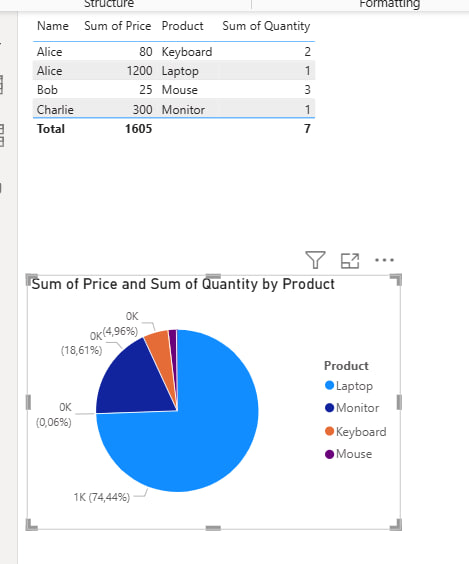 Structure
Formatting
Name Sum of Price Product Sum of Quantity
Alice 80 Keyboard 2
Alice 1200 Laptop 1
Bob 25 Mouse 3
Charlie 300 Monitor 1
Total 1605 7
Sum of Price and Sum of Quantity by Product
0K
(4,96%)
0K
(18,61%)
0K
(0,06%)
1K (74,44%)
Product
Laptop
Monitor
Keyboard
Mouse